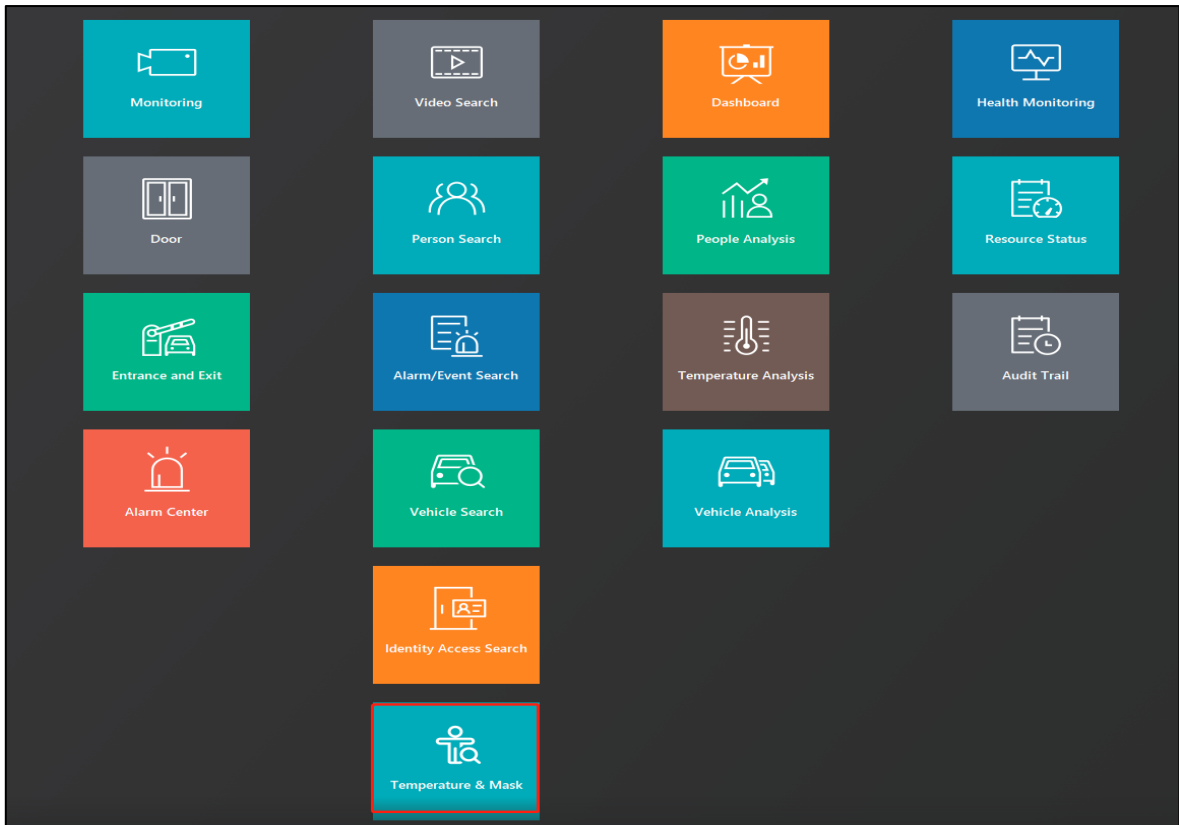 Monitoring
Video Search
Dashboard
Health Monitoring
Door
Person Search
People Analysis
Resource Status
Entrance and Exit
Alarm/Event Search
Temperature Analysis
Audit Trail
Alarm Center
Vehicle Search
Vehicle Analysis
Identity Access Search
Temperature & Mask